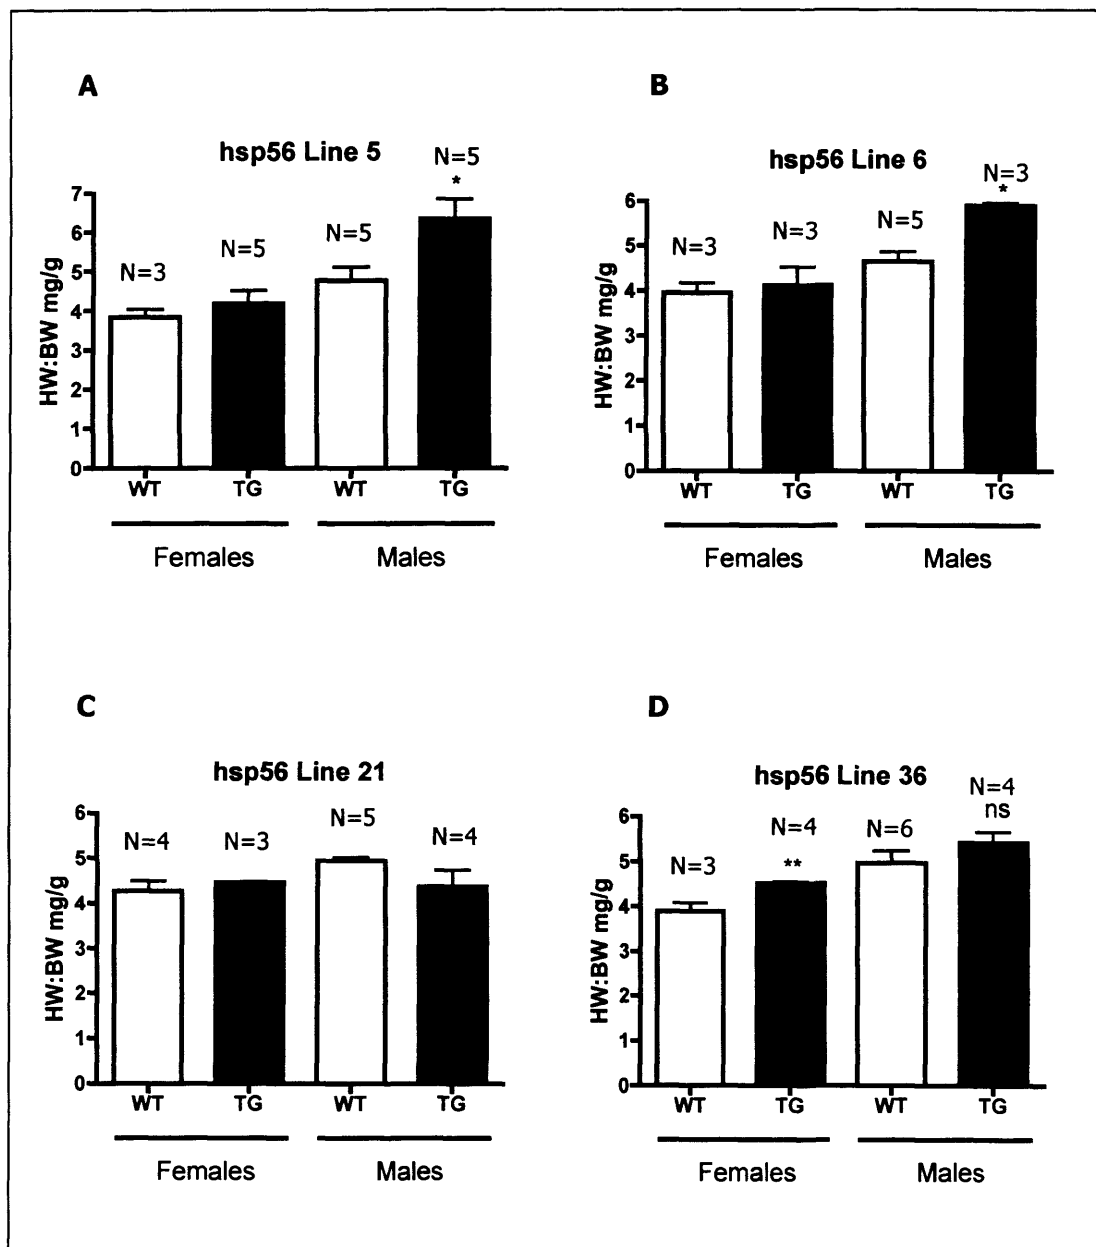 A
hsp56 Line 5
N=3
N=5
N=5
N=5
*
HW:BW mg/g
7
6
5
4
3
2
1
0
WT
TG
WT
TG
Females
Males
B
hsp56 Line 6
N=3
N=3
N=5
N=3
*
HW:BW mg/g
6
5
4
3
2
1
0
WT
TG
WT
TG
Females
Males
C
hsp56 Line 21
N=4
N=3
N=5
N=4
HW:BW mg/g
6
5
4
3
2
1
0
WT
TG
WT
TG
Females
Males
D
hsp56 Line 36
N=3
N=4
**
N=6
N=4
ns
HW:BW mg/g
6
5
4
3
2
1
0
WT
TG
WT
TG
Females
Males